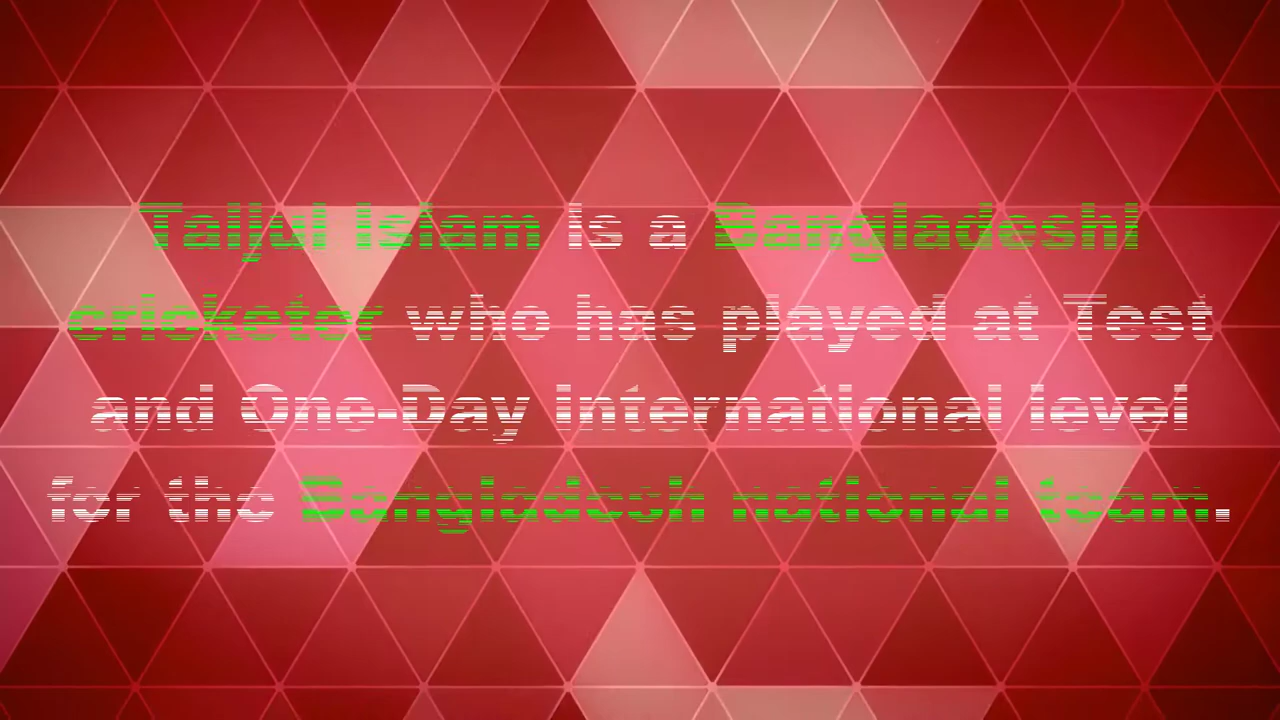 Taijul Islam is a Bangladeshi
cricketer who has played at Test
and One-Day International level
for the Bangladesh national team.